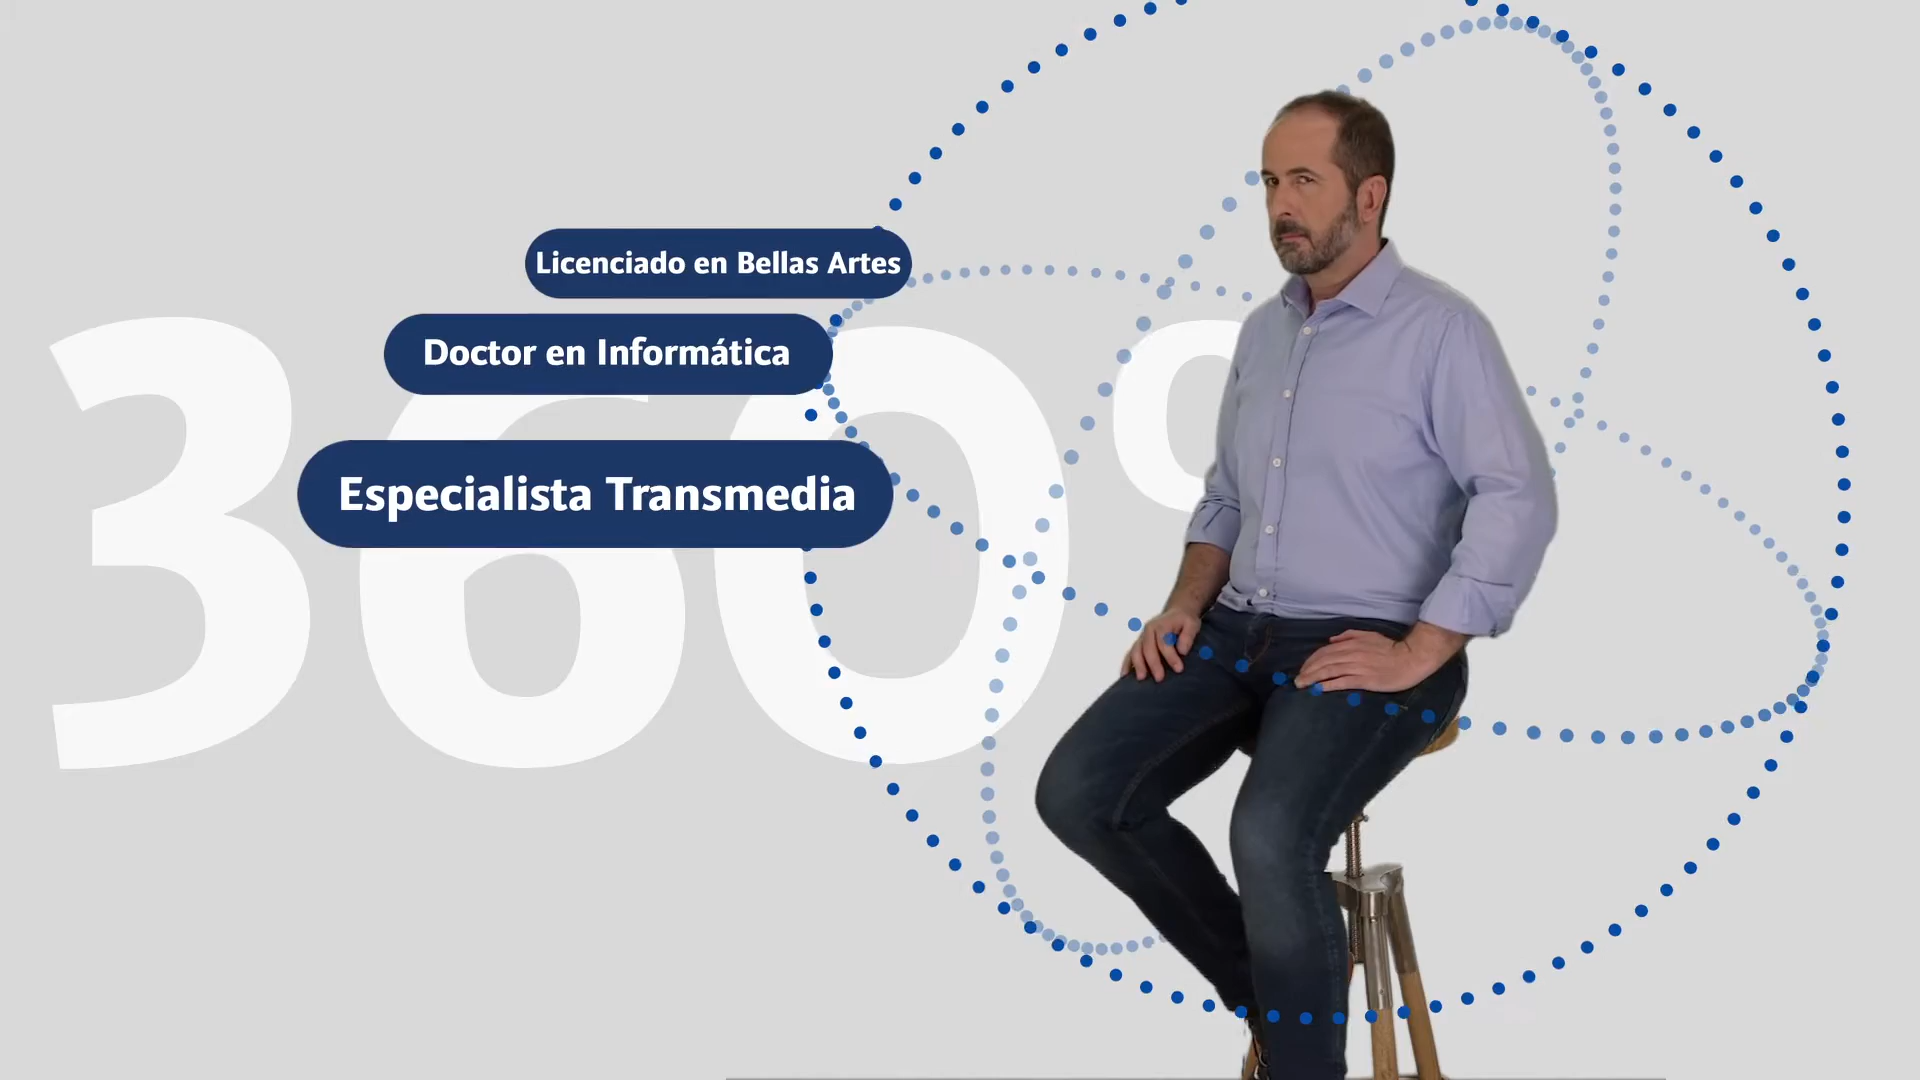 Licenciado en Bellas Artes
Doctor en Informática
Especialista Transmedia
360°